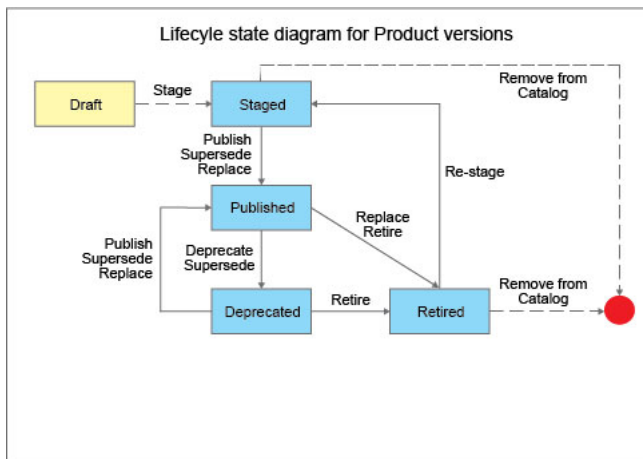 Lifecyle state diagram for Product versions
Stage
Remove from
Catalog
Draft
Staged
Publish
Supersede
Replace
Re-stage
Published
Replace
Retire
Publish
Supersede
Replace
Deprecate
Supersede
Remove from
Catalog
Retire
Deprecated
Retired